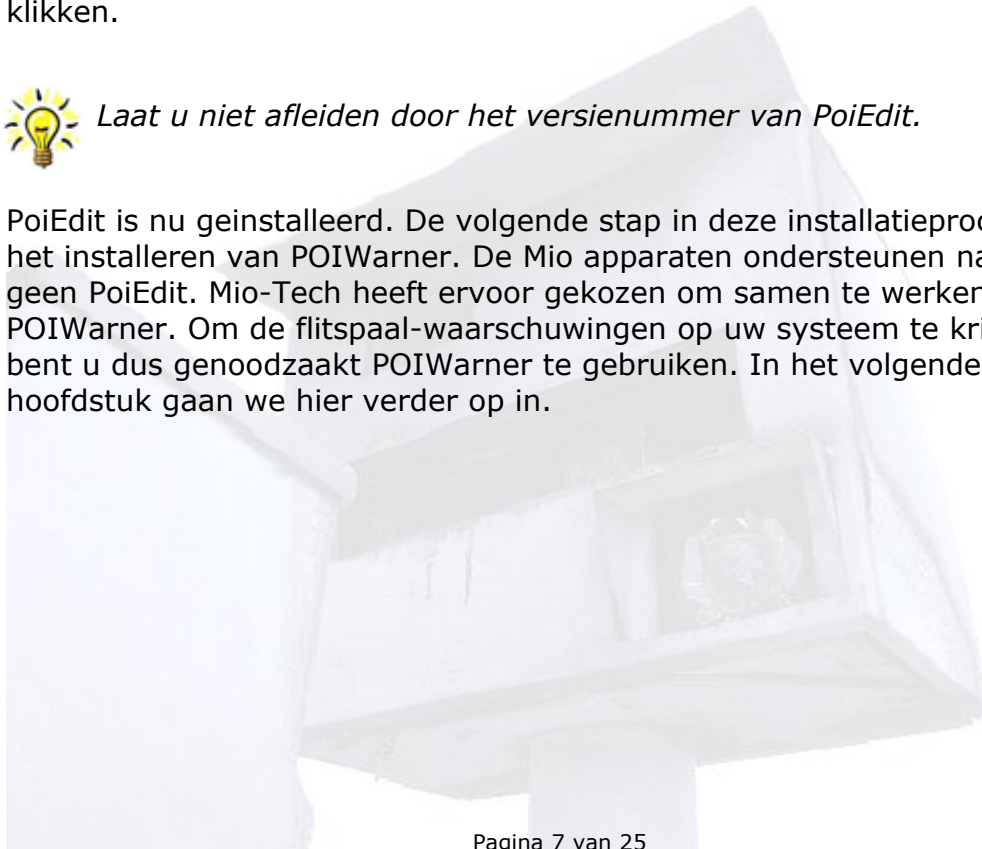 klikken.
Laat u niet afleiden door het versienummer van PoiEdit.
PoiEdit is nu geinstalleerd. De volgende stap in deze
het installeren van POIWarner. De Mio apparaten ondersteunen
geen PoiEdit. Mio-Tech heeft ervoor gekozen om samen te werken
POIWarner. Om de flitspaal-waarschuwingen op uw systeem te
bent u dus genoodzaakt POIWarner te gebruiken. In het volgende
hoofdstuk gaan we hier verder op in.
Pagina 7 van 25